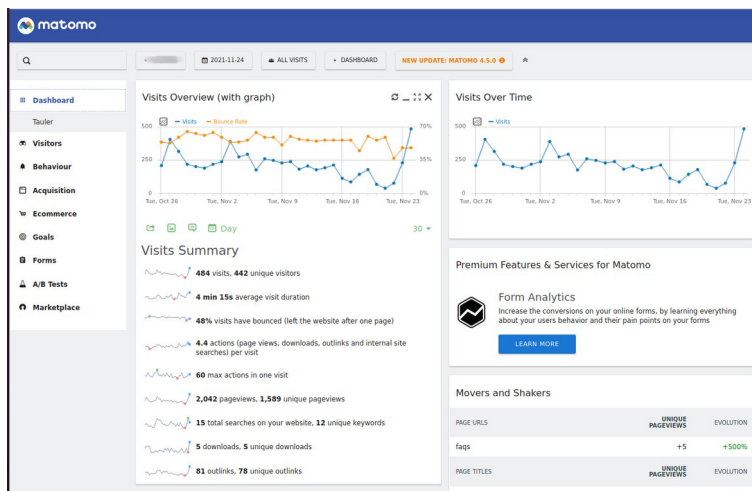 matomo
2021-11-24
ALL VISITS
DASHBOARD
NEW UPDATE: MATOMO 4.5.0
Dashboard
Tauler
Visitors
Behaviour
Acquisition
Ecommerce
Goals
Forms
A/B Tests
Marketplace
Visits Overview (with graph)
Visits Bounce Rate
500 70%
250 35%
0 0%
Tue, Oct 26 Tue, Nov 2 Tue, Nov 9 Tue, Nov 16 Tue, Nov 23
Day 30
Visits Summary
484 visits, 442 unique visitors
4 min 15s average visit duration
48% visits have bounced (left the website after one page)
4.4 actions (page views, downloads, outlinks and internal site
searches) per visit
60 max actions in one visit
2,042 pageviews, 1,589 unique pageviews
15 total searches on your website, 12 unique keywords
5 downloads, 5 unique downloads
81 outlinks, 78 unique outlinks
Visits Over Time
Visits
500
250
0
Tue, Oct 26 Tue, Nov 2 Tue, Nov 9 Tue, Nov 16 Tue, Nov 23
Premium Features & Services for Matomo
Form Analytics
Increase the conversions on your online forms, by learning everything
about your users behavior and their pain points on your forms
LEARN MORE
Movers and Shakers
PAGE URLS UNIQUE PAGEVIEWS EVOLUTION
faqs +5 +500%
PAGE TITLES UNIQUE PAGEVIEWS EVOLUTION